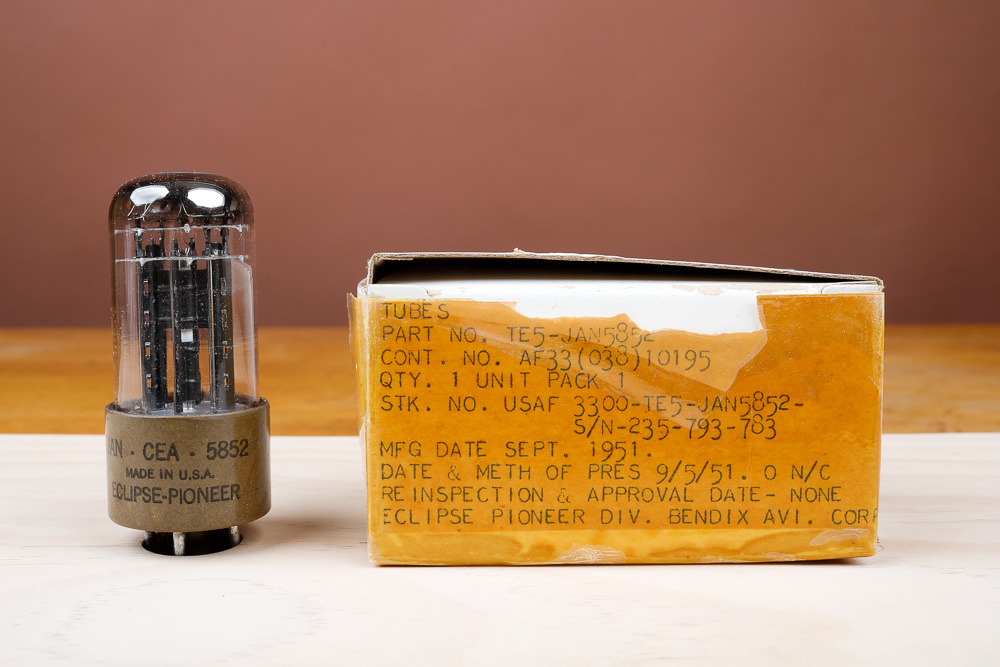 AN · CEA · 5852
MADE IN U.S.A.
ECLIPSE-PIONEER
TUBES
PART NO. TE5-JAN5852
CONT. NO. AF33(038)10195
QTY. 1 UNIT PACK 1
STK. NO. USAF 3300-TE5-JAN5852-
S/N-235-793-783
MFG DATE SEPT. 1951.
DATE & METH OF PRES 9/5/51. O N/C
REINSPECTION & APPROVAL DATE- NONE
ECLIPSE PIONEER DIV. BENDIX AVI. CORP